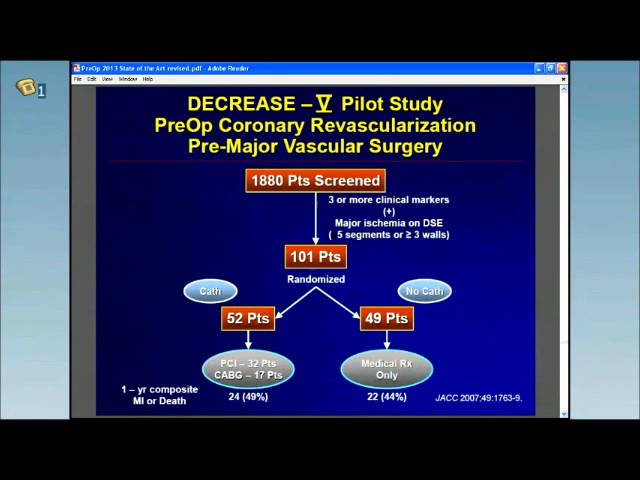 PreOp 2013 State of the Art revised.pdf - Adobe Reader
File Edit View Window Help
1
DECREASE – V Pilot Study
PreOp Coronary Revascularization
Pre-Major Vascular Surgery
1880 Pts Screened
3 or more clinical markers
(+)
Major ischemia on DSE
( 5 segments or ≥ 3 walls)
101 Pts
Randomized
Cath
No Cath
52 Pts
49 Pts
PCI – 32 Pts
CABG – 17 Pts
Medical Rx
Only
1 – yr composite
MI or Death
24 (49%)
22 (44%)
JACC 2007;49:1763-9.